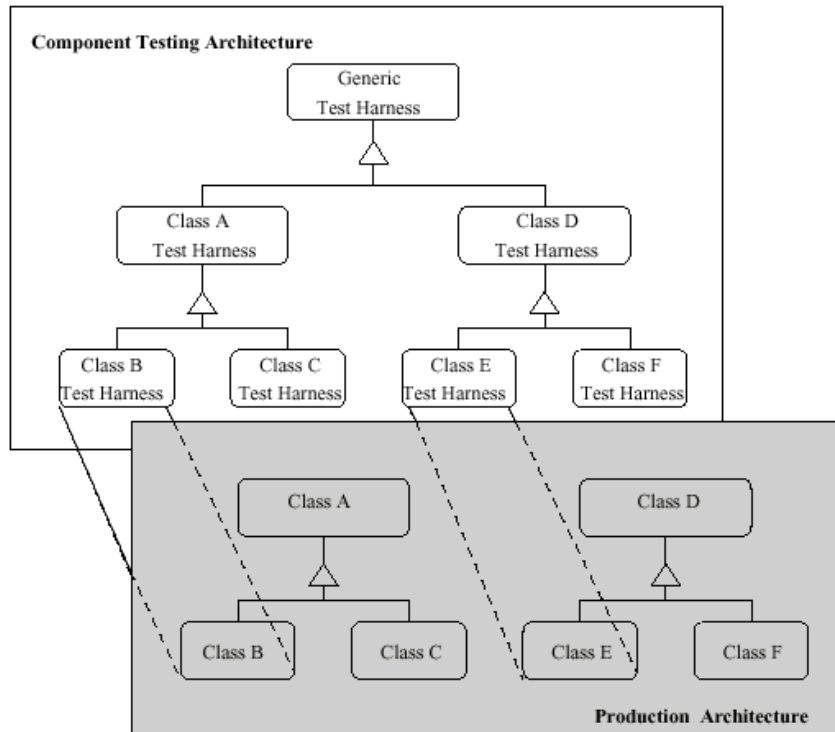 Component Testing Architecture
Generic
Test Harness
Class A
Test Harness
Class D
Test Harness
Class B
Test Harness
Class C
Test Harness
Class E
Test Harness
Class F
Test Harness
Class A
Class D
Class B
Class C
Class E
Class F
Production Architecture